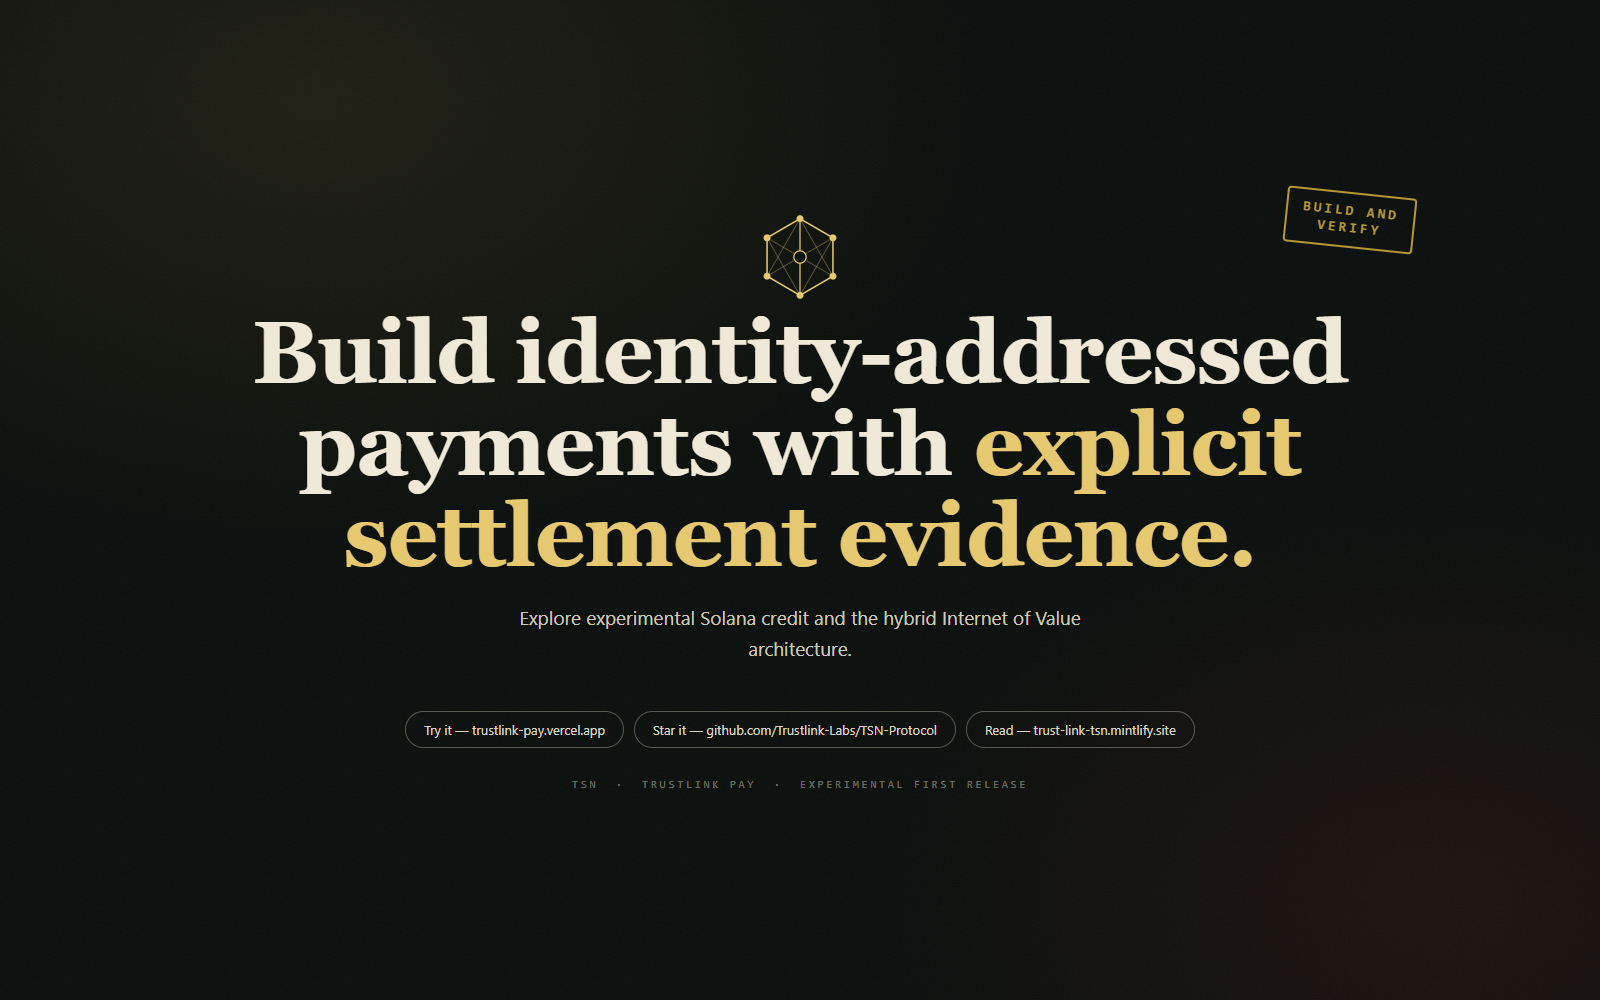 BUILD AND
VERIFY
Build identity-addressed
payments with explicit
settlement evidence.
Explore experimental Solana credit and the hybrid Internet of Value
architecture.
Try it — trustlink-pay.vercel.app
Star it — github.com/Trustlink-Labs/TSN-Protocol
Read — trust-link-tsn.mintlify.site
TSN · TRUSTLINK PAY · EXPERIMENTAL FIRST RELEASE